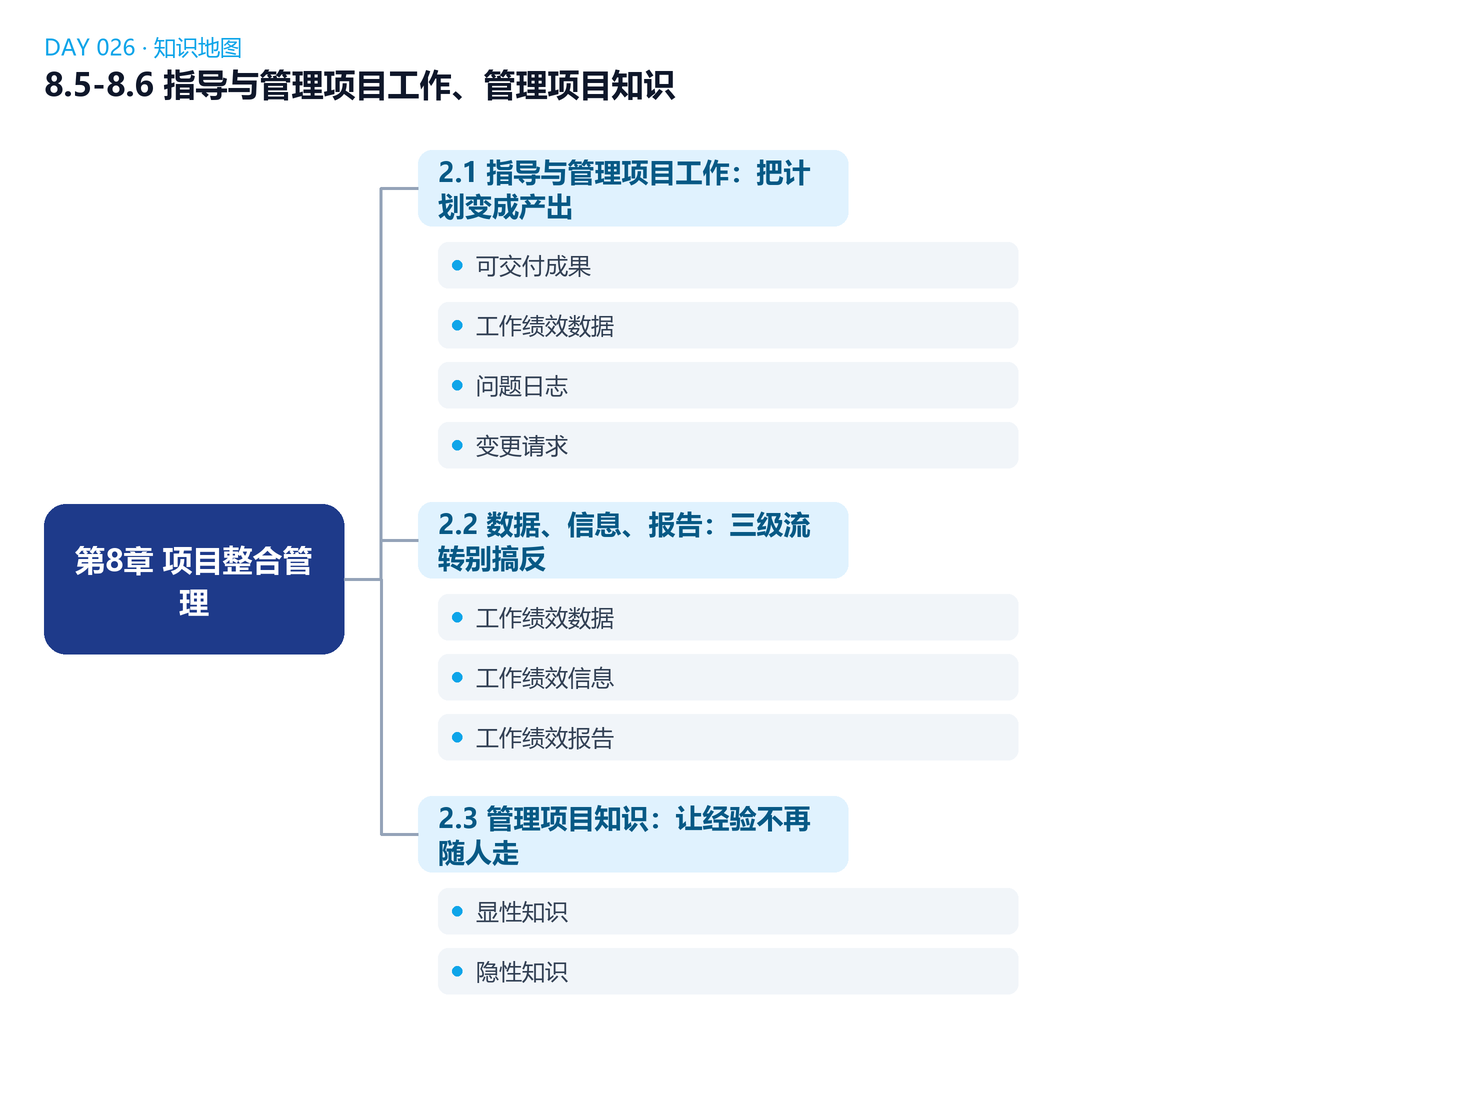 DAY 026 · 知识地图
8.5-8.6 指导与管理项目工作、管理项目知识
2.1 指导与管理项目工作：把计
划变成产出
可交付成果
工作绩效数据
问题日志
变更请求
第8章 项目整合管
理
2.2 数据、信息、报告：三级流
转别搞反
工作绩效数据
工作绩效信息
工作绩效报告
2.3 管理项目知识：让经验不再
随人走
显性知识
隐性知识